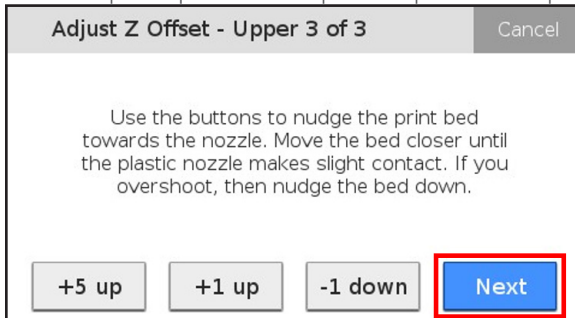 Adjust Z Offset - Upper 3 of 3
Cancel
Use the buttons to nudge the print bed
towards the nozzle. Move the bed closer until
the plastic nozzle makes slight contact. If you
overshoot, then nudge the bed down.
+5 up
+1 up
-1 down
Next